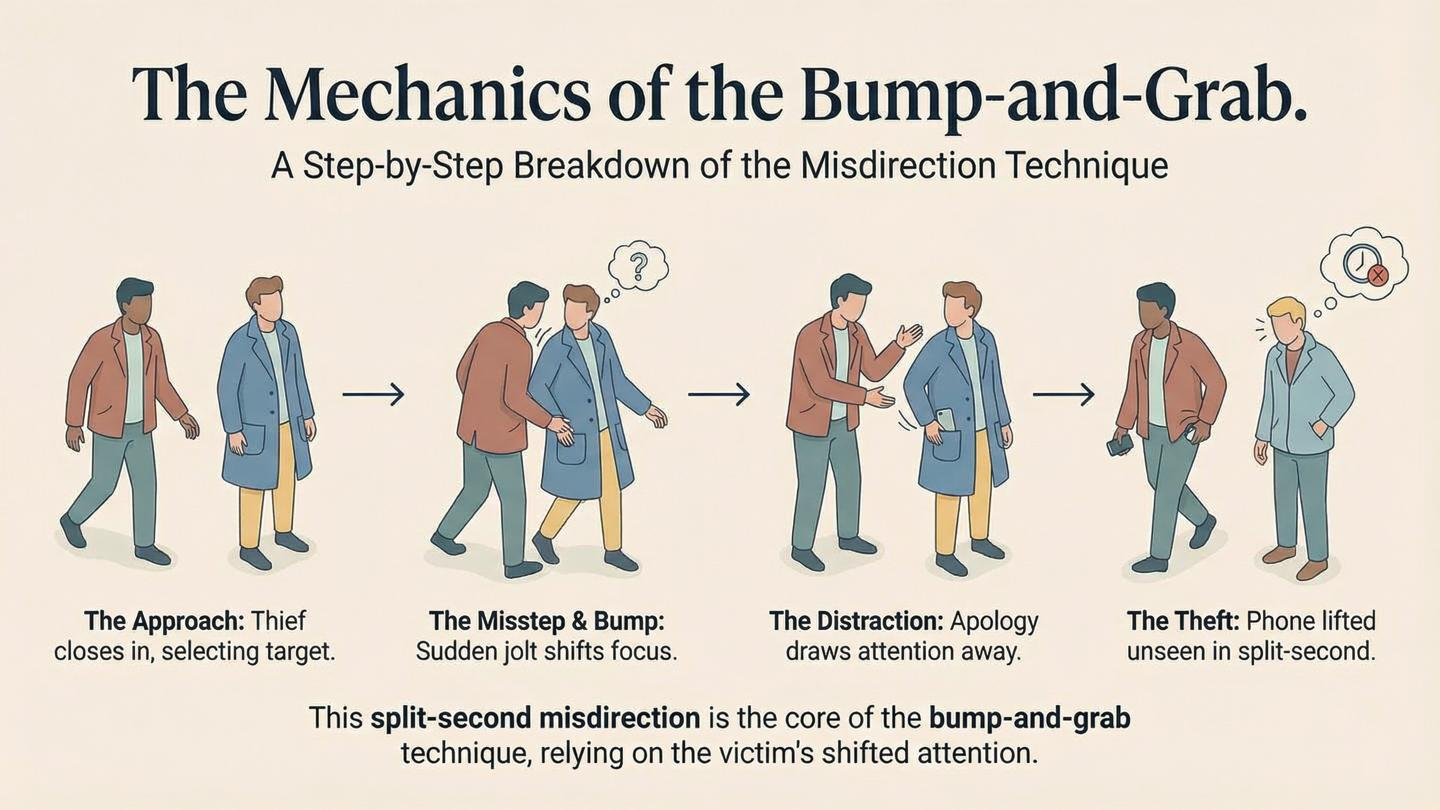 The Mechanics of the Bump-and-Grab.
A Step-by-Step Breakdown of the Misdirection Technique
?
The Approach: Thief
closes in, selecting target.
The Misstep & Bump:
Sudden jolt shifts focus.
The Distraction: Apology
draws attention away.
The Theft: Phone lifted
unseen in split-second.
This split-second misdirection is the core of the bump-and-grab
technique, relying on the victim's shifted attention.